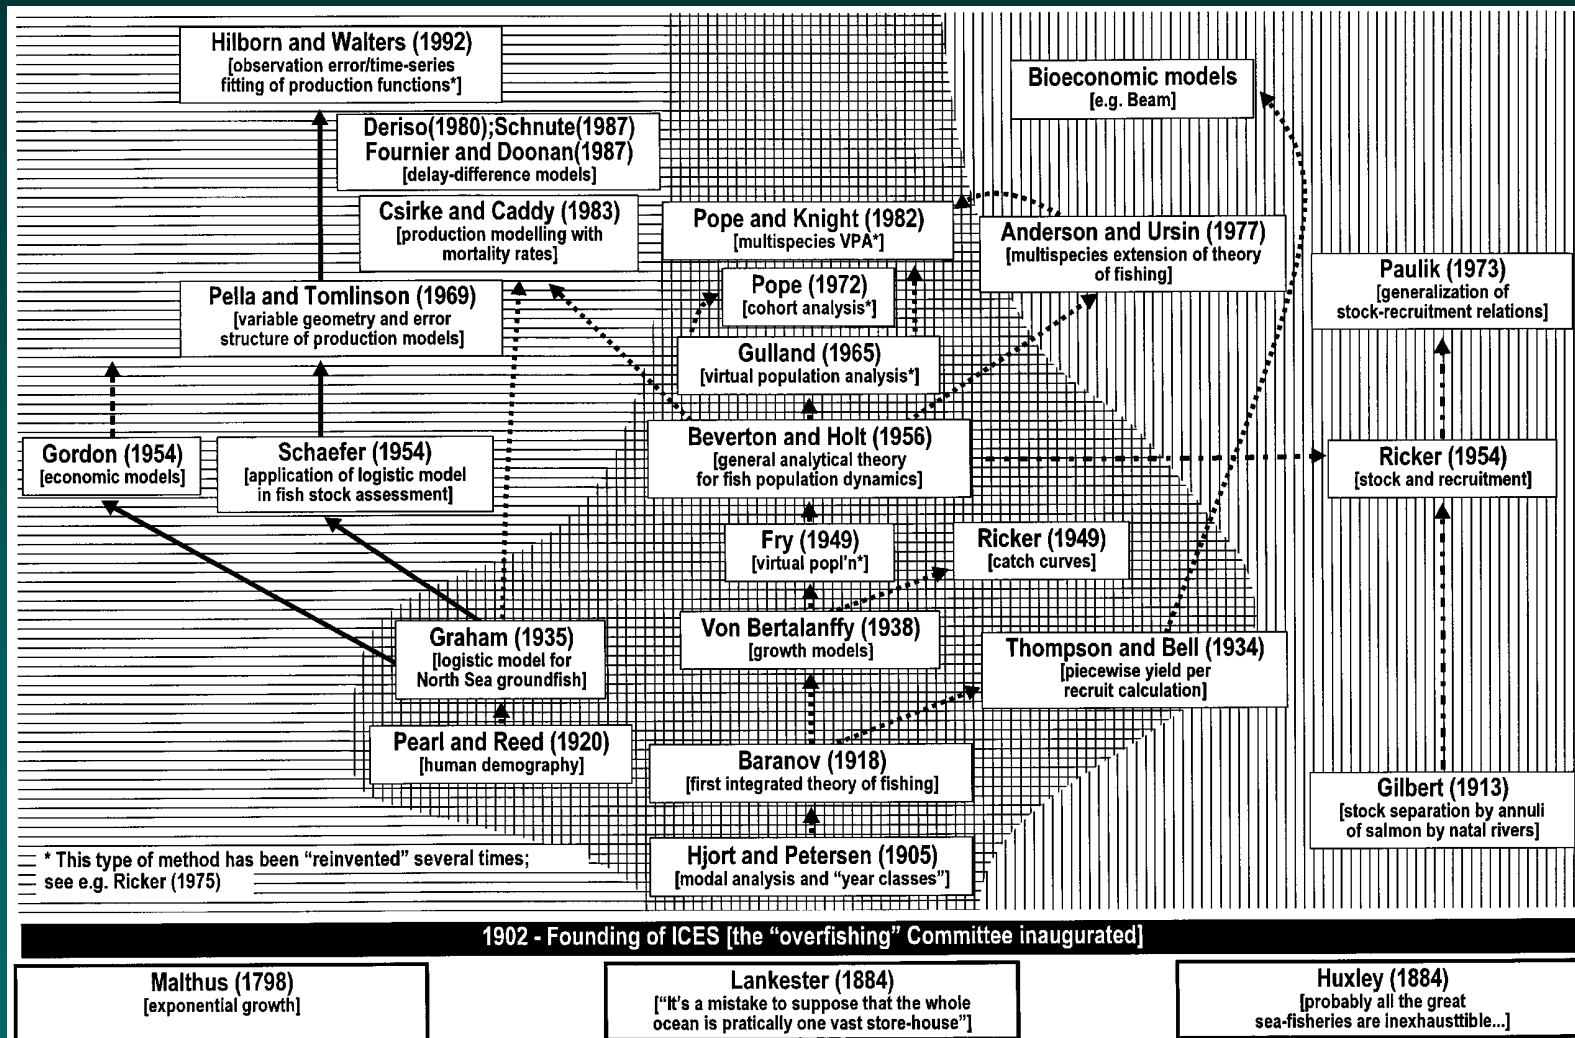 Hilborn and Walters (1992)
[observation error/time-series
fitting of production functions*]
Bioeconomic models
[e.g. Beam]
Deriso(1980);Schnute(1987)
Fournier and Doonan(1987)
[delay-difference models]
Csirke and Caddy (1983)
[production modelling with
mortality rates]
Pope and Knight (1982)
[multispecies VPA*]
Anderson and Ursin (1977)
[multispecies extension of theory
of fishing]
Paulik (1973)
[generalization of
stock-recruitment relations]
Pella and Tomlinson (1969)
[variable geometry and error
structure of production models]
Pope (1972)
[cohort analysis*]
Gulland (1965)
[virtual population analysis*]
Gordon (1954)
[economic models]
Schaefer (1954)
[application of logistic model
in fish stock assessment]
Beverton and Holt (1956)
[general analytical theory
for fish population dynamics]
Ricker (1954)
[stock and recruitment]
Fry (1949)
[virtual popl'n*]
Ricker (1949)
[catch curves]
Graham (1935)
[logistic model for
North Sea groundfish]
Von Bertalanffy (1938)
[growth models]
Thompson and Bell (1934)
[piecewise yield per
recruit calculation]
Pearl and Reed (1920)
[human demography]
Baranov (1918)
[first integrated theory of fishing]
Gilbert (1913)
[stock separation by annuli
of salmon by natal rivers]
Hjort and Petersen (1905)
[modal analysis and “year classes”]
* This type of method has been “reinvented” several times;
see e.g. Ricker (1975)
1902 - Founding of ICES [the “overfishing” Committee inaugurated]
Malthus (1798)
[exponential growth]
Lankester (1884)
[“It's a mistake to suppose that the whole
ocean is pratically one vast store-house”]
Huxley (1884)
[probably all the great
sea-fisheries are inexhausttible...]